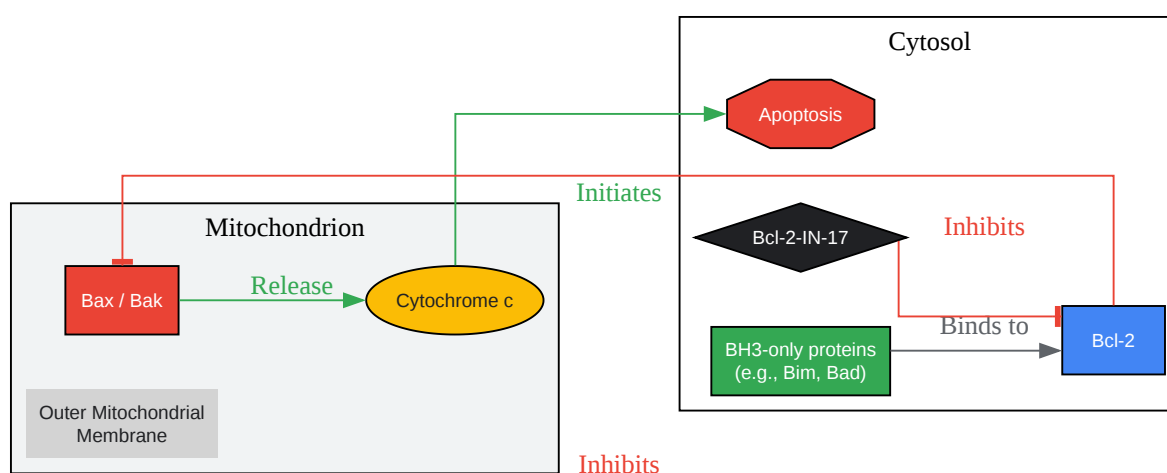 Cytosol
Apoptosis
Initiates
Mitochondrion
Bcl-2-IN-17
Inhibits
Bax / Bak
Release
Cytochrome c
Binds to
BH3-only proteins
(e.g., Bim, Bad)
Bcl-2
Outer Mitochondrial
Membrane
Inhibits